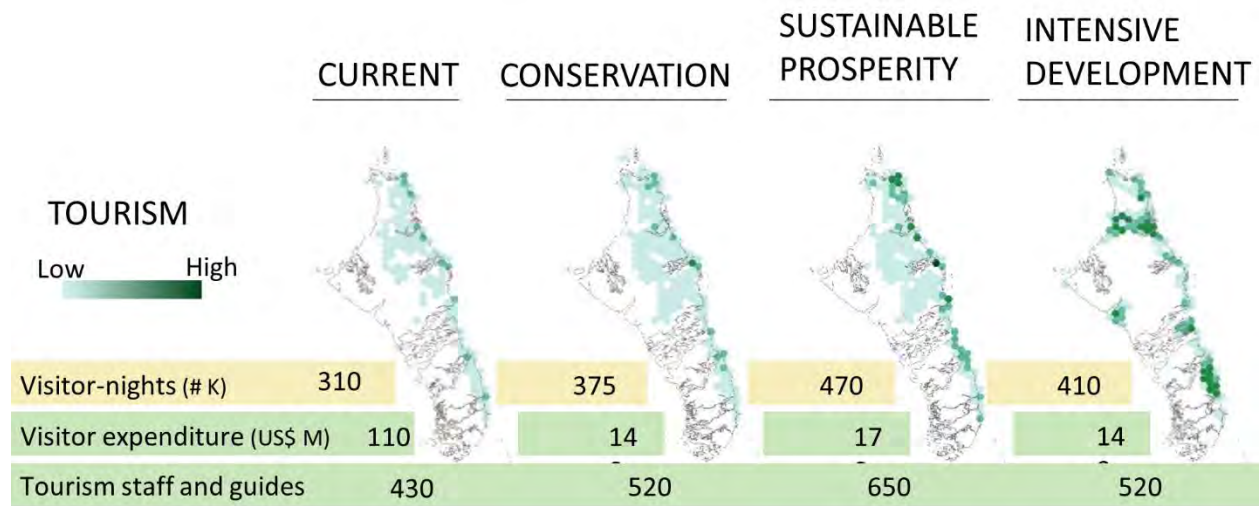 CURRENT
CONSERVATION
SUSTAINABLE
PROSPERITY
INTENSIVE
DEVELOPMENT
TOURISM
Low High
Visitor-nights (# K) 310 375 470 410
Visitor expenditure (US$ M) 110 14 17 14
Tourism staff and guides 430 520 650 520